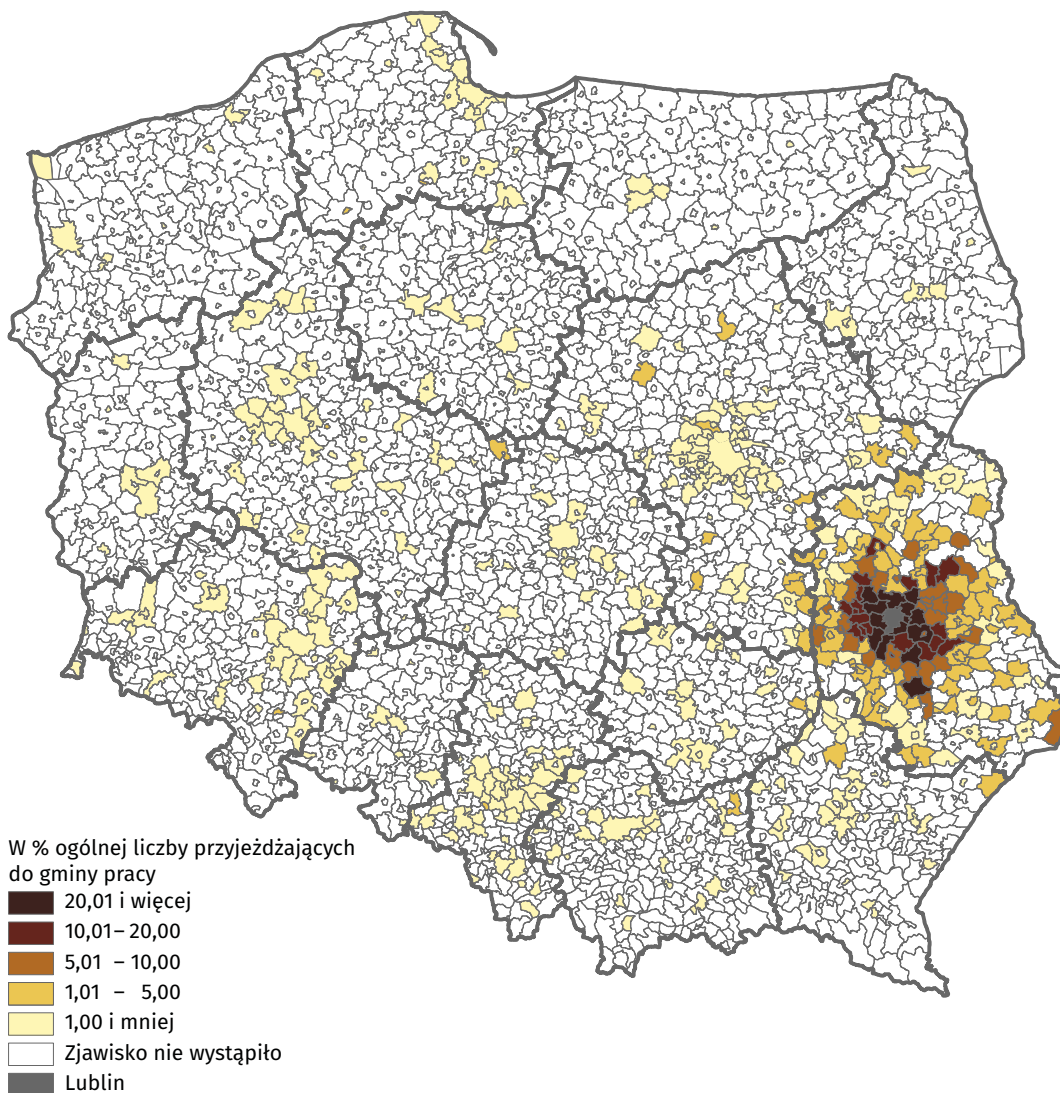 W % ogólnej liczby przyjeżdżających
do gminy pracy
20,01 i więcej
10,01– 20,00
5,01 – 10,00
1,01 – 5,00
1,00 i mniej
Zjawisko nie wystąpiło
Lublin